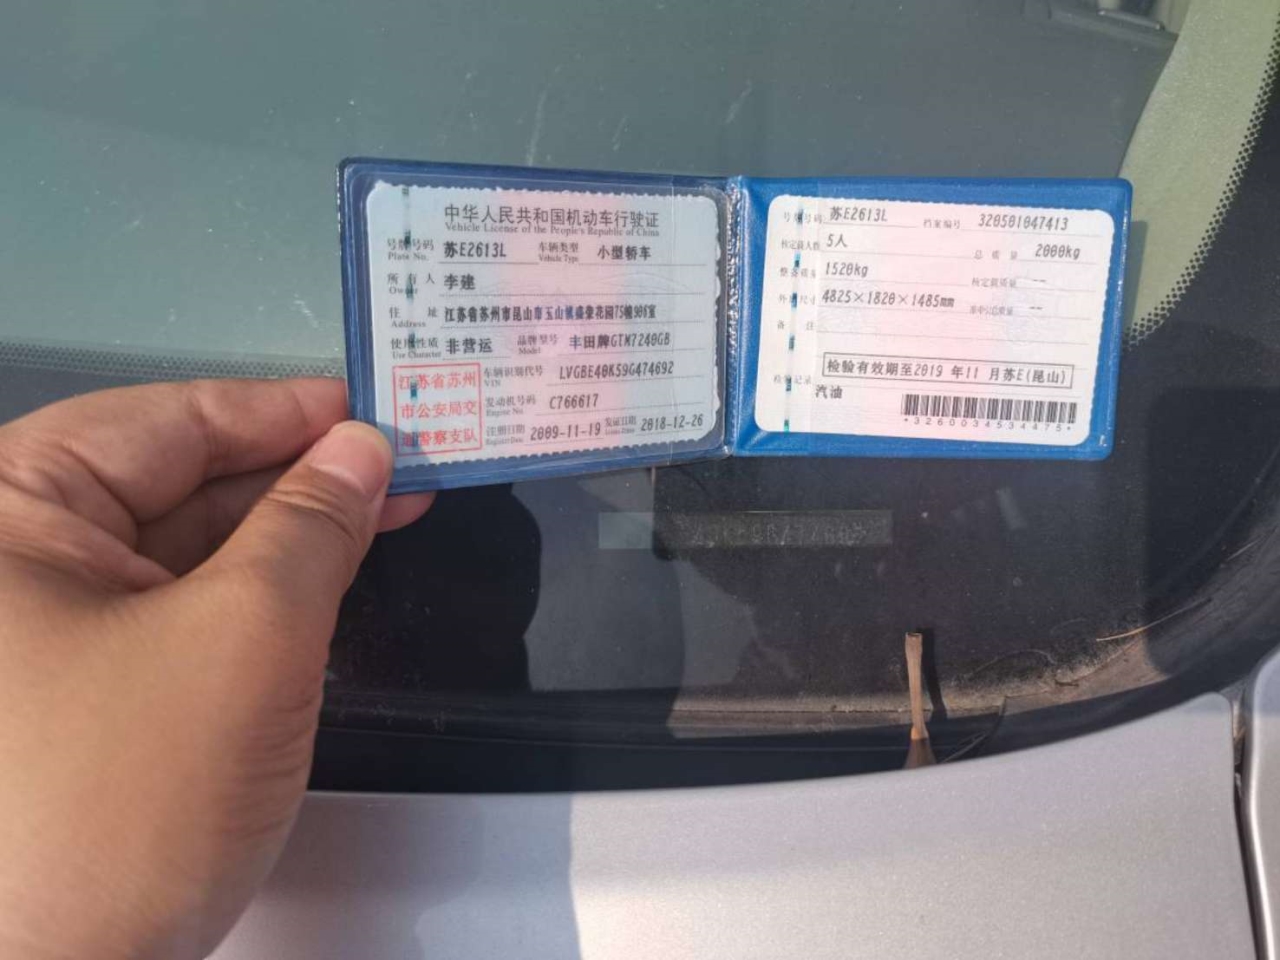 中华人民共和国机动车行驶证
Vehicle License of the People's Republic of China
号牌号码 苏E2613L 车辆类型 小型轿车
Plate No. Vehicle Type
所有人 李建
Owner
住址 江苏省苏州市昆山市玉山镇
Address
使用性质 非营运 品牌型号 丰田牌GTM7240GB
Use Character Model
江苏省苏州
市公安局交
通警察支队
车辆识别代号 LVGBE40K59G474692
VIN
发动机号码 C766617
Engine No.
注册日期 2009-11-19 发证日期 2018-12-26
Register Date Issue Date
号牌号码 苏E2613L 档案编号 320501047413
核定载人数 5人 总质量 2000kg
整备质量 1520kg 核定载质量 --
外廓尺寸 4825×1820×1485mm 准牵引总质量 --
备注
检验有效期至2019 年11 月苏E(昆山)
检验记录
汽油
*3260034534475*